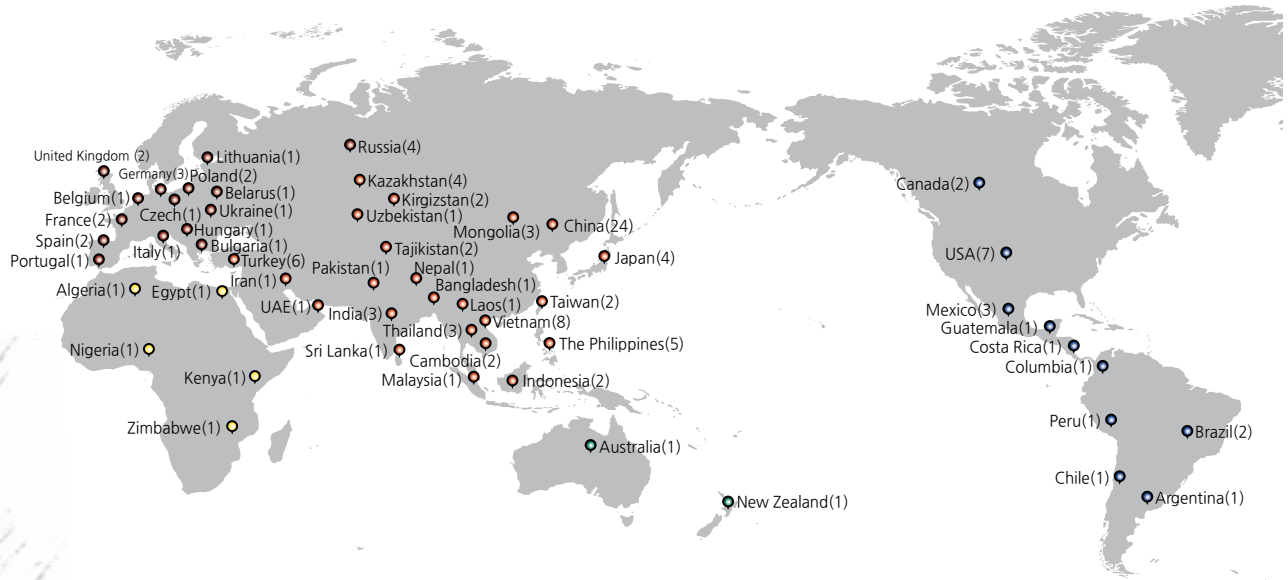 United Kingdom (2)
Lithuania(1)
Russia(4)
Germany(3)
Poland(2)
Belgium(1)
Belarus(1)
Kazakhstan(4)
Kirgizstan(2)
France(2)
Czech(1)
Ukraine(1)
Uzbekistan(1)
Hungary(1)
Mongolia(3)
China(24)
Spain(2)
Italy(1)
Bulgaria(1)
Tajikistan(2)
Portugal(1)
Turkey(6)
Japan(4)
Pakistan(1)
Nepal(1)
Iran(1)
Bangladesh(1)
Algeria(1)
Egypt(1)
UAE(1)
India(3)
Laos(1)
Taiwan(2)
Vietnam(8)
Thailand(3)
The Philippines(5)
Nigeria(1)
Sri Lanka(1)
Cambodia(2)
Kenya(1)
Malaysia(1)
Indonesia(2)
Zimbabwe(1)
Australia(1)
New Zealand(1)
Canada(2)
USA(7)
Mexico(3)
Guatemala(1)
Costa Rica(1)
Columbia(1)
Peru(1)
Brazil(2)
Chile(1)
Argentina(1)